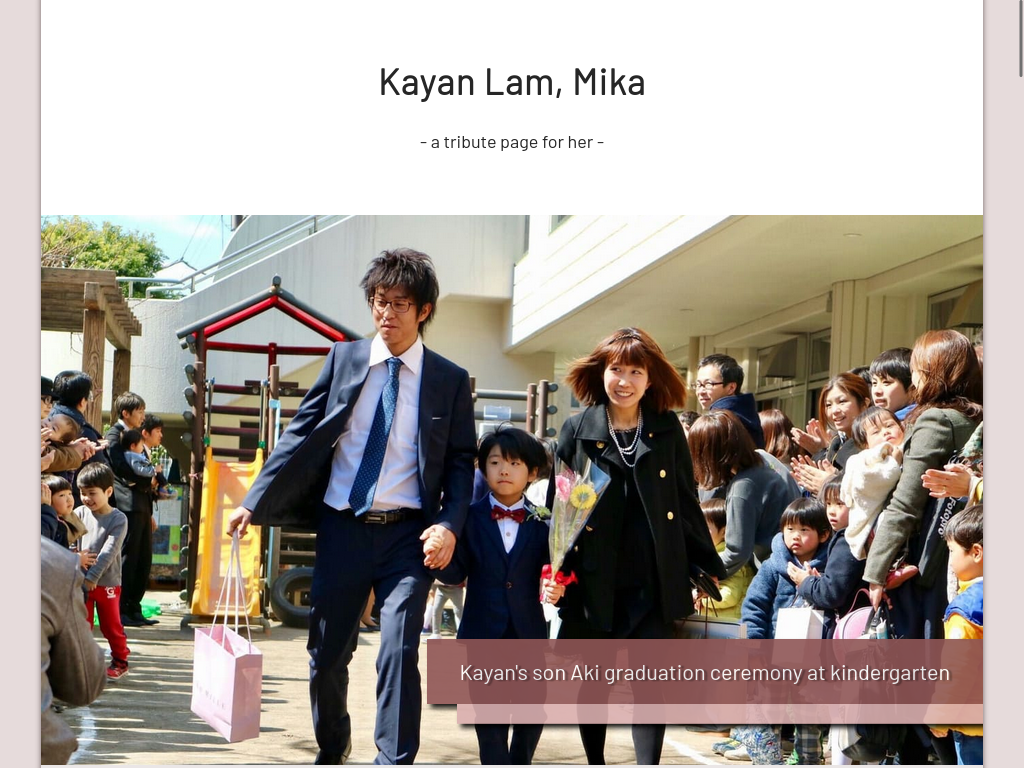 Kayan Lam, Mika
- a tribute page for her -
Kayan's son Aki graduation ceremony at kindergarten